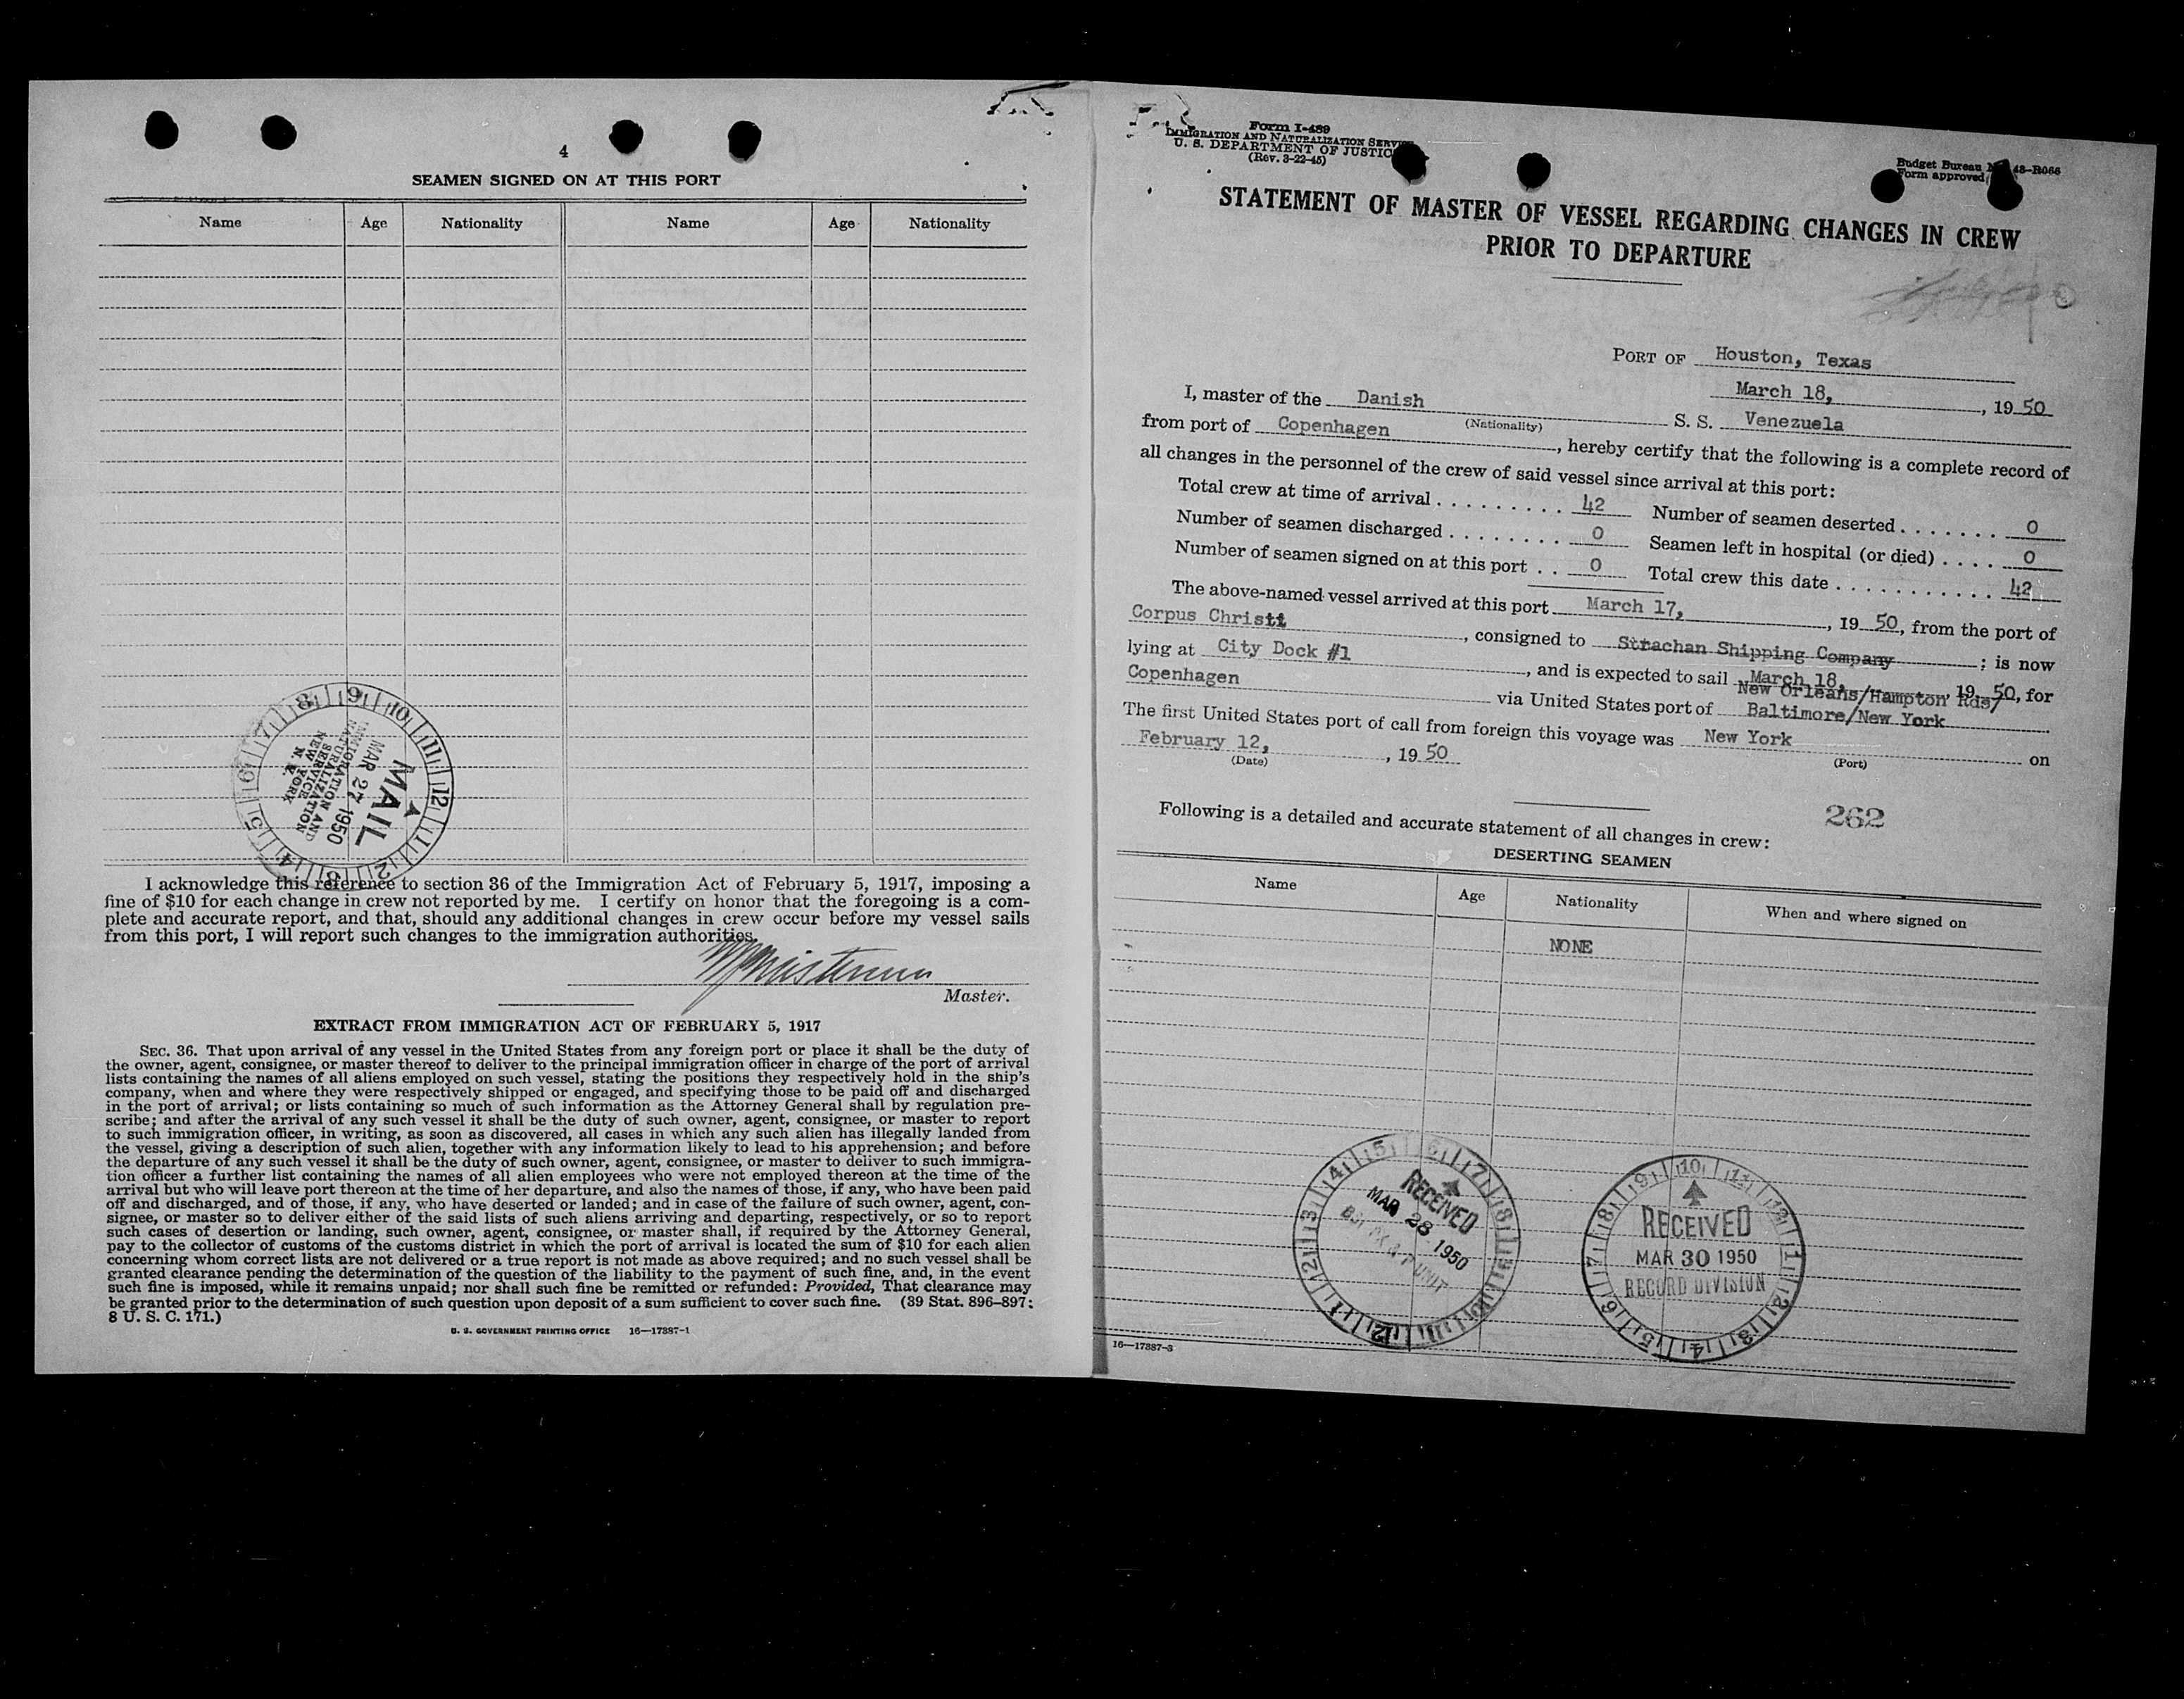 4
SEAMEN SIGNED ON AT THIS PORT
Name Age Nationality Name Age Nationality
MAIL
MAR 27 1950
IMMIGRATION AND
NATURALIZATION
SERVICE
NEW YORK
N. Y.
I acknowledge this reference to section 36 of the Immigration Act of February 5, 1917, imposing a
fine of $10 for each change in crew not reported by me. I certify on honor that the foregoing is a com-
plete and accurate report, and that, should any additional changes in crew occur before my vessel sails
from this port, I will report such changes to the immigration authorities.
Master.
EXTRACT FROM IMMIGRATION ACT OF FEBRUARY 5, 1917
SEC. 36. That upon arrival of any vessel in the United States from any foreign port or place it shall be the duty of
the owner, agent, consignee, or master thereof to deliver to the principal immigration officer in charge of the port of arrival
lists containing the names of all aliens employed on such vessel, stating the positions they respectively hold in the ship's
company, when and where they were respectively shipped or engaged, and specifying those to be paid off and discharged
in the port of arrival; or lists containing so much of such information as the Attorney General shall by regulation pre-
scribe; and after the arrival of any such vessel it shall be the duty of such owner, agent, consignee, or master to report
to such immigration officer, in writing, as soon as discovered, all cases in which any such alien has illegally landed from
the vessel, giving a description of such alien, together with any information likely to lead to his apprehension; and before
the departure of any such vessel it shall be the duty of such owner, agent, consignee, or master to deliver to such immigra-
tion officer a further list containing the names of all alien employees who were not employed thereon at the time of the
arrival but who will leave port thereon at the time of her departure, and also the names of those, if any, who have been paid
off and discharged, and of those, if any, who have deserted or landed; and in case of the failure of such owner, agent, con-
signee, or master so to deliver either of the said lists of such aliens arriving and departing, respectively, or so to report
such cases of desertion or landing, such owner, agent, consignee, or master shall, if required by the Attorney General,
pay to the collector of customs of the customs district in which the port of arrival is located the sum of $10 for each alien
concerning whom correct lists are not delivered or a true report is not made as above required; and no such vessel shall be
granted clearance pending the determination of the question of the liability to the payment of such fine, and, in the event
such fine is imposed, while it remains unpaid; nor shall such fine be remitted or refunded: Provided, That clearance may
be granted prior to the determination of such question upon deposit of a sum sufficient to cover such fine. (39 Stat. 896-897;
8 U. S. C. 171.)
U. S. GOVERNMENT PRINTING OFFICE 16—17387-1
Form I-489
IMMIGRATION AND NATURALIZATION SERVICE
U. S. DEPARTMENT OF JUSTICE
(Rev. 3-22-45)
Budget Bureau 43-R066
Form approved
STATEMENT OF MASTER OF VESSEL REGARDING CHANGES IN CREW
PRIOR TO DEPARTURE
PORT OF Houston, Texas
March 18, , 19 50
I, master of the Danish S. S. Venezuela
(Nationality)
from port of Copenhagen , hereby certify that the following is a complete record of
all changes in the personnel of the crew of said vessel since arrival at this port:
Total crew at time of arrival . . . . . . . . . 42 Number of seamen deserted . . . . . . . 0
Number of seamen discharged . . . . . . . . 0 Seamen left in hospital (or died) . . . . 0
Number of seamen signed on at this port . . 0 Total crew this date . . . . . . . . . . . 42
The above-named vessel arrived at this port March 17, , 19 50, from the port of
Corpus Christi , consigned to Strachan Shipping Company ; is now
lying at City Dock #1 , and is expected to sail March 18, , 19 50, for
New Orleans/Hampton Rds/
Copenhagen via United States port of Baltimore/New York
The first United States port of call from foreign this voyage was New York on
(Port)
February 12, , 19 50
(Date)
262
Following is a detailed and accurate statement of all changes in crew:
DESERTING SEAMEN
Name Age Nationality When and where signed on
NONE
RECEIVED
MAR 28 1950
UNIT
RECEIVED
MAR 30 1950
RECORD DIVISION
16—17387-3